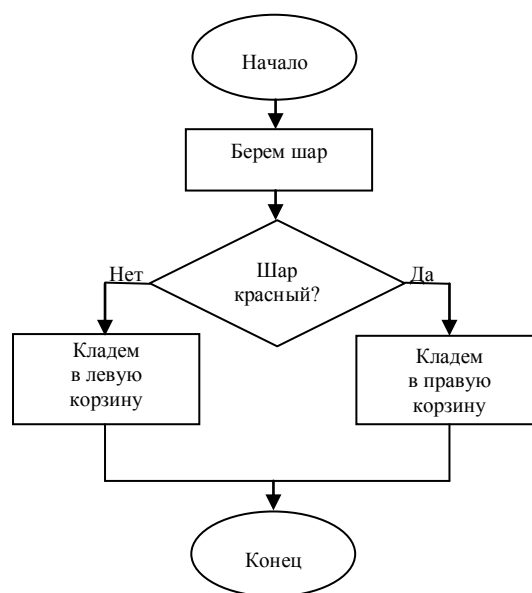 Начало
Берем шар
Нет
Шар
красный?
Да
Кладем
в левую
корзину
Кладем
в правую
корзину
Конец